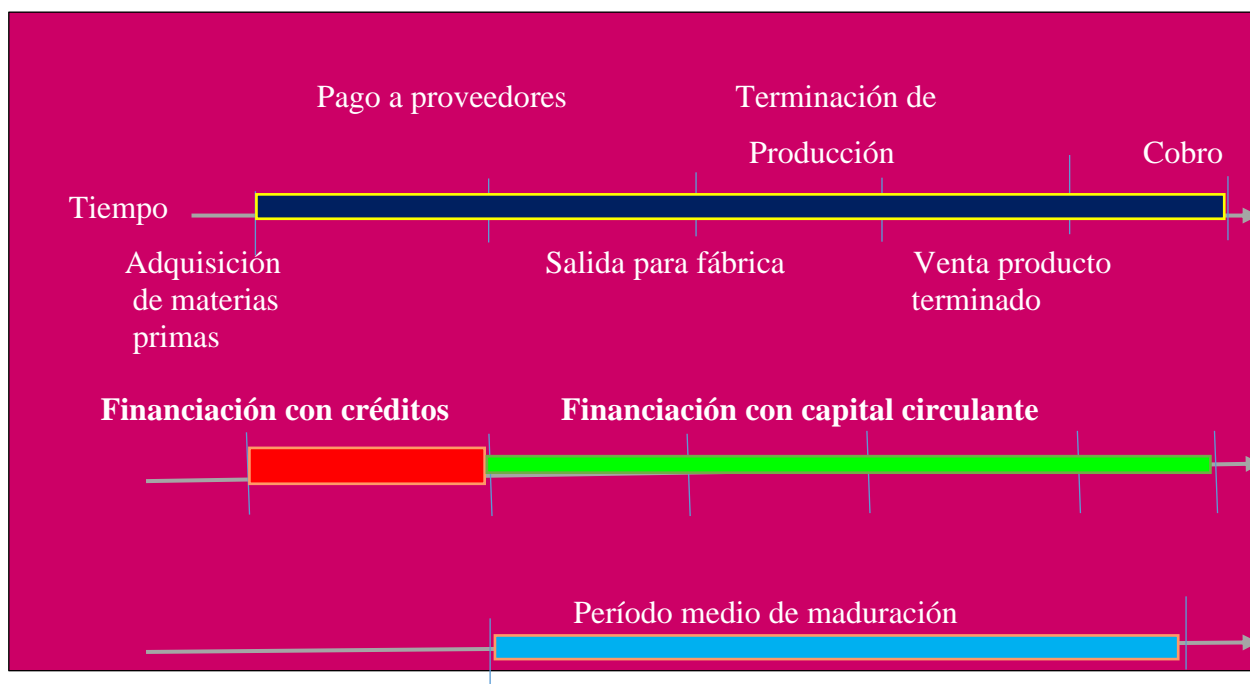 Pago a proveedores
Terminación de
Producción
Cobro
Tiempo
Adquisición
de materias
primas
Salida para fábrica
Venta producto
terminado
Financiación con créditos
Financiación con capital circulante
Período medio de maduración